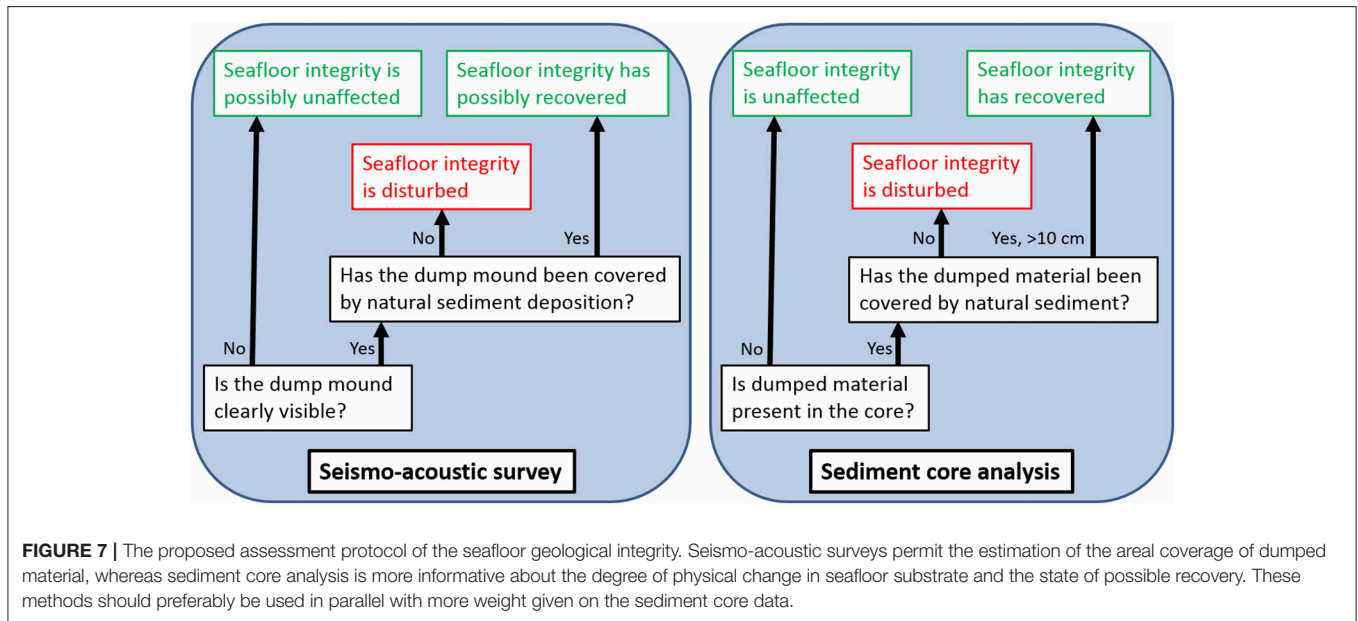 Seafloor integrity is
possibly unaffected
Seafloor integrity has
possibly recovered
Seafloor integrity
is disturbed
No
Yes
Has the dump mound been covered
by natural sediment deposition?
No
Yes
Is the dump mound
clearly visible?
Seismo-acoustic survey
Seafloor integrity
is unaffected
Seafloor integrity
has recovered
Seafloor integrity
is disturbed
No
Yes, >10 cm
Has the dumped material been
covered by natural sediment?
No
Yes
Is dumped material
present in the core?
Sediment core analysis
FIGURE 7 | The proposed assessment protocol of the seafloor geological integrity. Seismo-acoustic surveys permit the estimation of the areal coverage of dumped
material, whereas sediment core analysis is more informative about the degree of physical change in seafloor substrate and the state of possible recovery. These
methods should preferably be used in parallel with more weight given on the sediment core data.